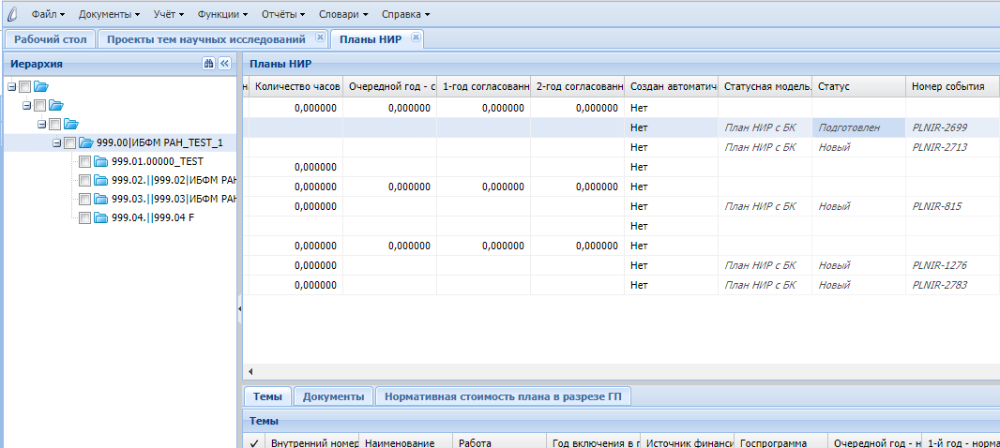 Файл Документы Учёт Функции Отчёты Словари Справка
Рабочий стол Проекты тем научных исследований Планы НИР
Иерархия
999.00|ИБФМ РАН_TEST_1
999.01.00000_TEST
999.02.||999.02|ИБФМ РАН
999.03.||999.03|ИБФМ РАН
999.04.||999.04 F
Планы НИР
Количество часов Очередной год - с 1-год согласованн 2-год согласованн Создан автоматиче Статусная модель. Статус Номер события
0,000000 0,000000 0,000000 0,000000 Нет
Нет План НИР с БК Подготовлен PLNIR-2699
Нет План НИР с БК Новый PLNIR-2713
0,000000 Нет
0,000000 0,000000 0,000000 0,000000 Нет
0,000000 Нет План НИР с БК Новый PLNIR-815
Нет
0,000000 0,000000 0,000000 0,000000 Нет
0,000000 Нет План НИР с БК Новый PLNIR-1276
0,000000 Нет План НИР с БК Новый PLNIR-2783
Темы Документы Нормативная стоимость плана в разрезе ГП
Темы
Внутренний номер Наименование Работа Год включения в п Источник финанси Госпрограмма Очередной год - н 1-й год - норма